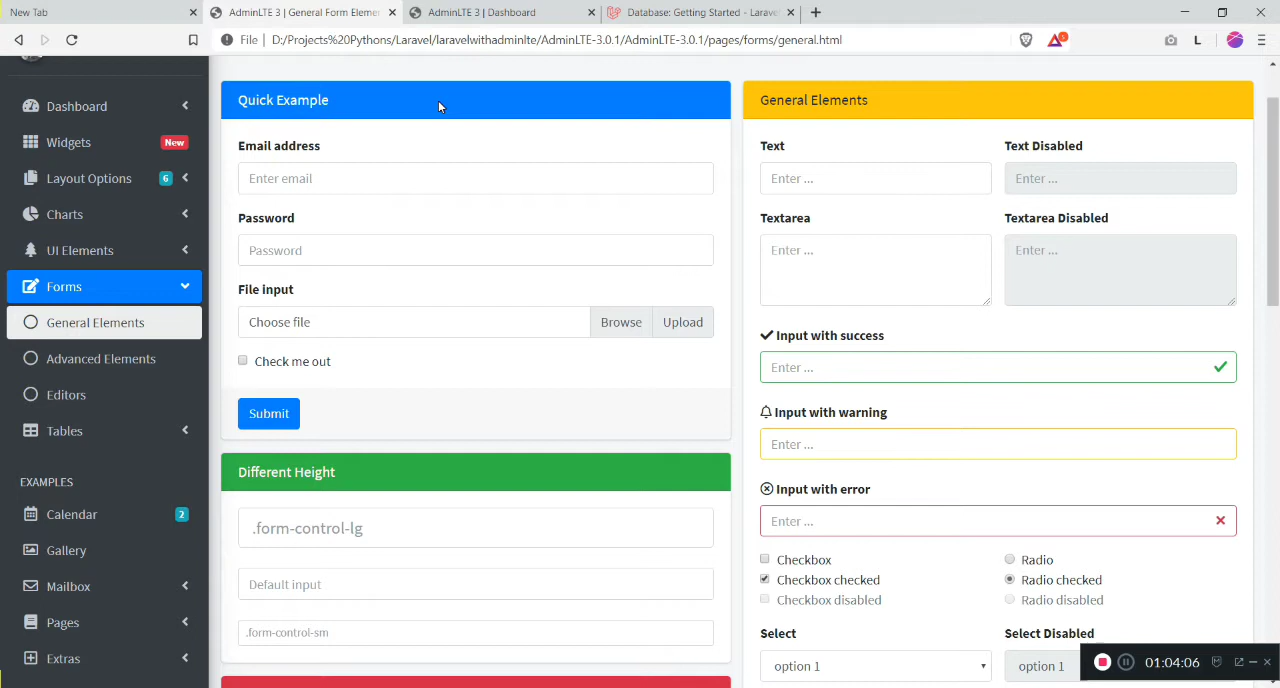 New Tab
AdminLTE 3 | General Form Elemen
AdminLTE 3 | Dashboard
Database: Getting Started - Laravel
File
D:/Projects%20Pythons/Laravel/laravelwithadminlte/AdminLTE-3.0.1/AdminLTE-3.0.1/pages/forms/general.html
L
Dashboard
Widgets New
Layout Options 6
Charts
UI Elements
Forms
General Elements
Advanced Elements
Editors
Tables
EXAMPLES
Calendar 2
Gallery
Mailbox
Pages
Extras
Quick Example
Email address
Enter email
Password
Password
File input
Choose file Browse Upload
Check me out
Submit
Different Height
.form-control-lg
Default input
.form-control-sm
General Elements
Text Text Disabled
Enter ... Enter ...
Textarea Textarea Disabled
Enter ... Enter ...
Input with success
Enter ...
Input with warning
Enter ...
Input with error
Enter ...
Checkbox Radio
Checkbox checked Radio checked
Checkbox disabled Radio disabled
Select Select Disabled
option 1 option 1
01:04:06